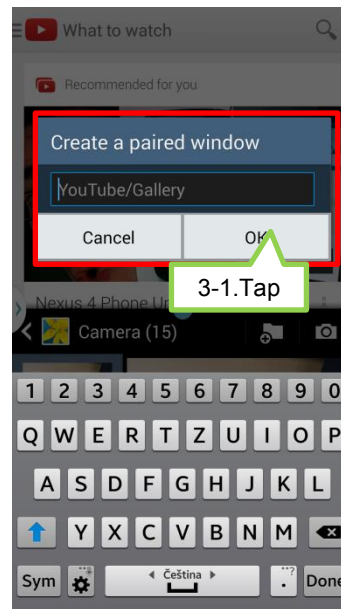 What to watch
Recommended for you
Create a paired window
YouTube/Gallery
Cancel OK
3-1.Tap
Nexus 4 Phone Un
Camera (15)
1 2 3 4 5 6 7 8 9 0
Q W E R T Z U I O P
A S D F G H J K L
Y X C V B N M
Sym Čeština . Done